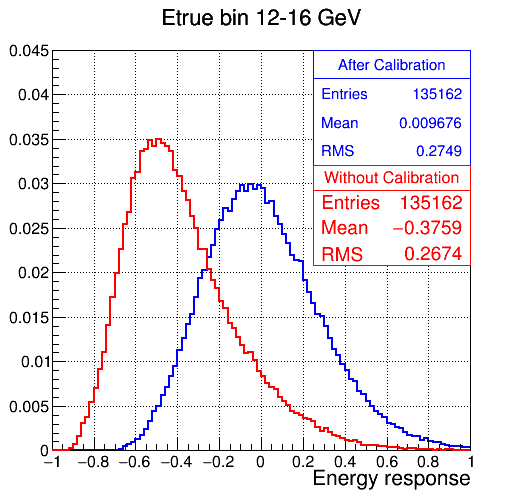 Etrue bin 12-16 GeV
0.045
0.04
0.035
0.03
0.025
0.02
0.015
0.01
0.005
0
After Calibration
Entries 135162
Mean 0.009676
RMS 0.2749
Without Calibration
Entries 135162
Mean −0.3759
RMS 0.2674
−1 −0.8 −0.6 −0.4 −0.2 0 0.2 0.4 0.6 0.8 1
Energy response